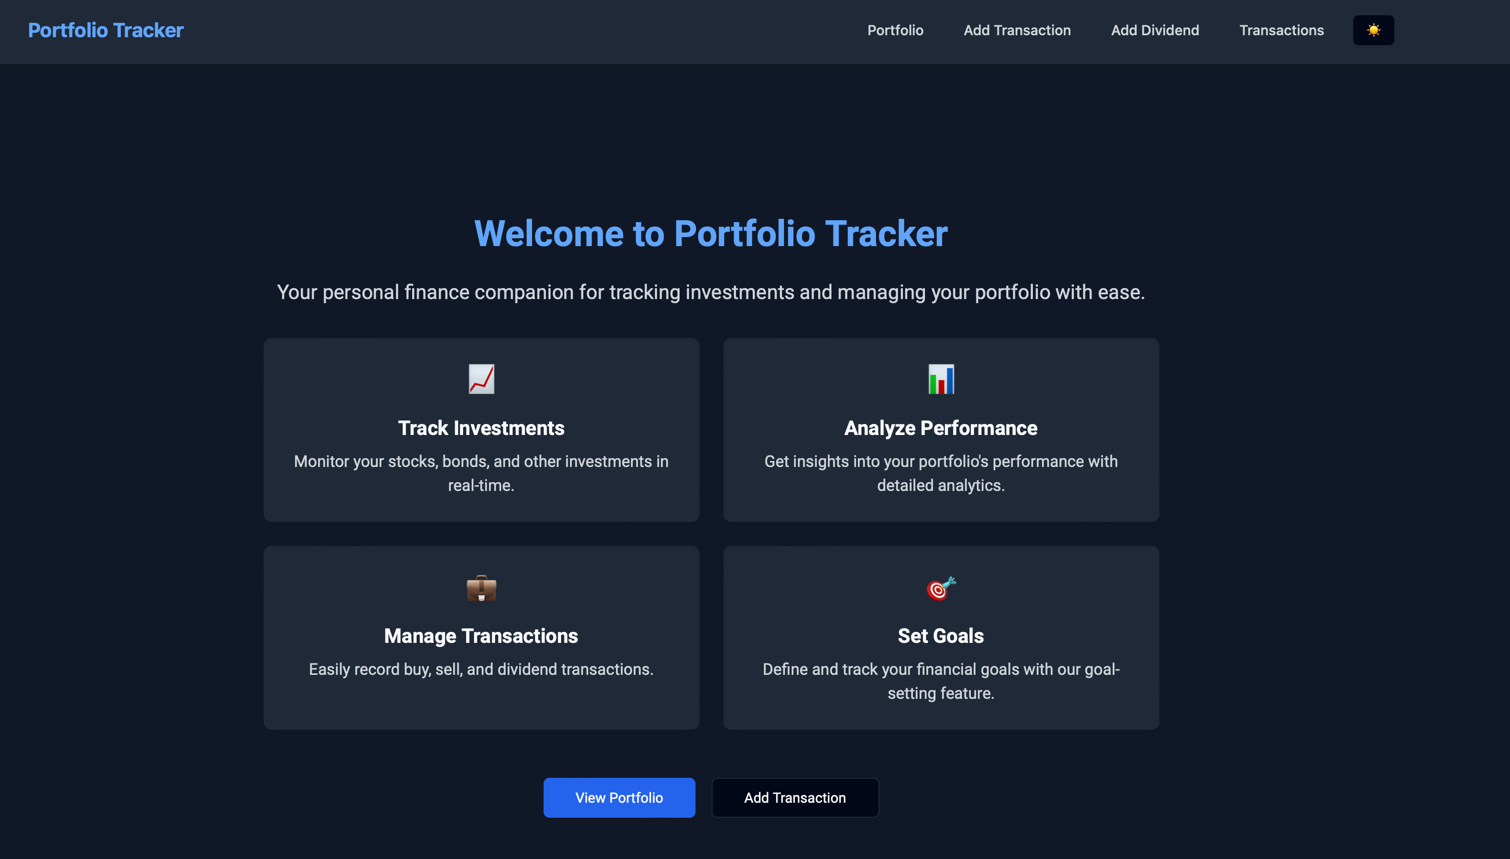 Portfolio Tracker
Portfolio
Add Transaction
Add Dividend
Transactions
Welcome to Portfolio Tracker
Your personal finance companion for tracking investments and managing your portfolio with ease.
Track Investments
Monitor your stocks, bonds, and other investments in
real-time.
Analyze Performance
Get insights into your portfolio's performance with
detailed analytics.
Manage Transactions
Easily record buy, sell, and dividend transactions.
Set Goals
Define and track your financial goals with our goal-
setting feature.
View Portfolio
Add Transaction